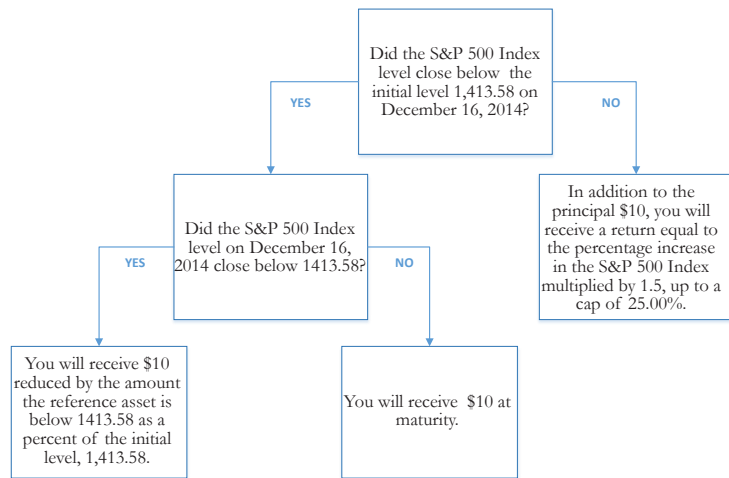 Did the S&P 500 Index
level close below the
initial level 1,413.58 on
December 16, 2014?
YES
NO
Did the S&P 500 Index
level on December 16,
2014 close below 1413.58?
In addition to the
principal $10, you will
receive a return equal to
the percentage increase
in the S&P 500 Index
multiplied by 1.5, up to a
cap of 25.00%.
YES
NO
You will receive $10
reduced by the amount
the reference asset is
below 1413.58 as a
percent of the initial
level, 1,413.58.
You will receive $10 at
maturity.